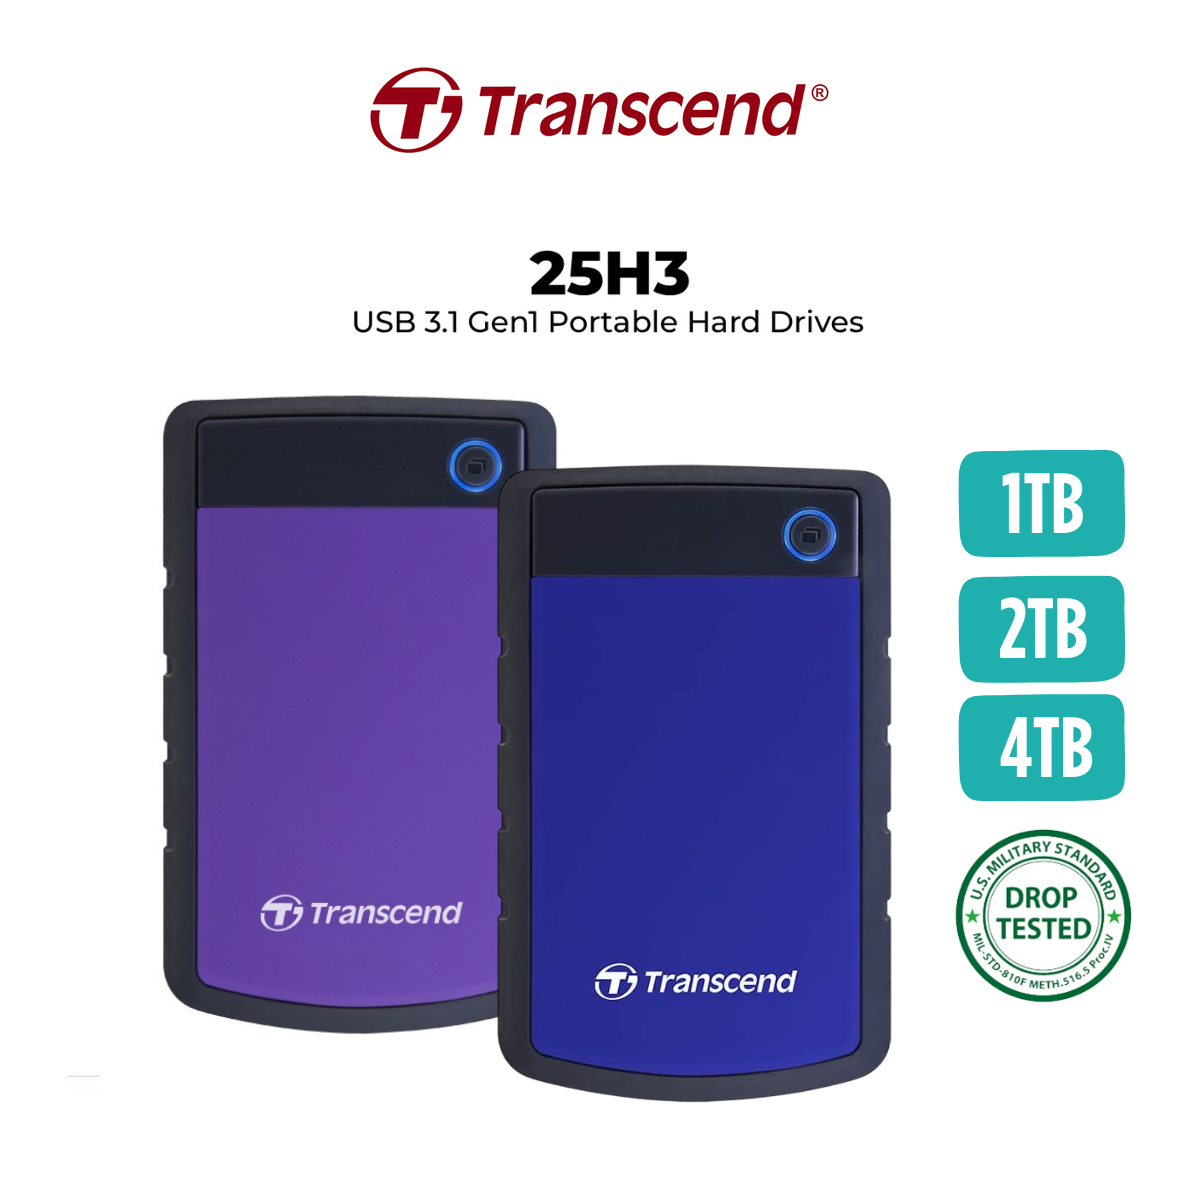 Transcend®
25H3
USB 3.1 Gen1 Portable Hard Drives
Transcend
Transcend
1TB
2TB
4TB
U.S. MILITARY STANDARD
DROP
TESTED
MIL-STD-810F METH.516.5 Proc.IV